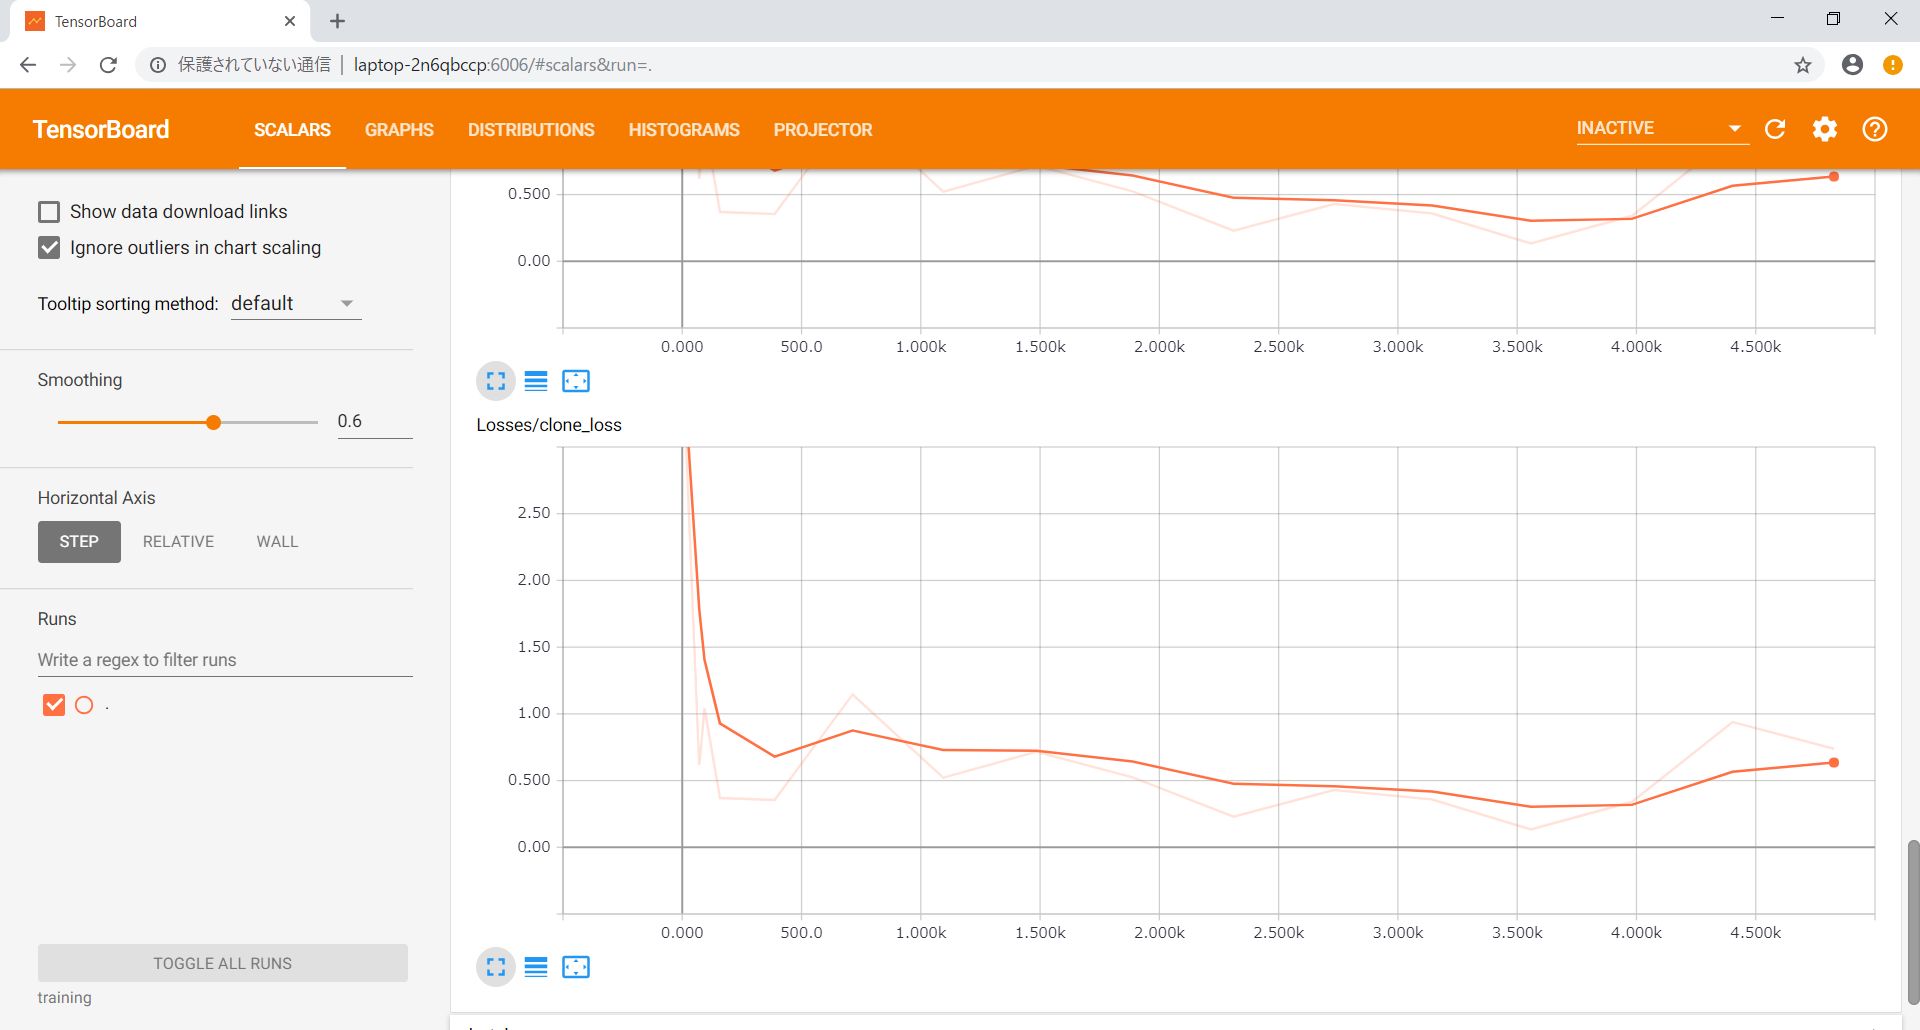 TensorBoard
保護されていない通信 | laptop-2n6qbccp:6006/#scalars&run=.
TensorBoard
SCALARS GRAPHS DISTRIBUTIONS HISTOGRAMS PROJECTOR
INACTIVE
Show data download links
Ignore outliers in chart scaling
Tooltip sorting method: default
Smoothing
0.6
Horizontal Axis
STEP RELATIVE WALL
Runs
Write a regex to filter runs
.
TOGGLE ALL RUNS
training
0.500
0.00
0.000 500.0 1.000k 1.500k 2.000k 2.500k 3.000k 3.500k 4.000k 4.500k
Losses/clone_loss
2.50
2.00
1.50
1.00
0.500
0.00
0.000 500.0 1.000k 1.500k 2.000k 2.500k 3.000k 3.500k 4.000k 4.500k